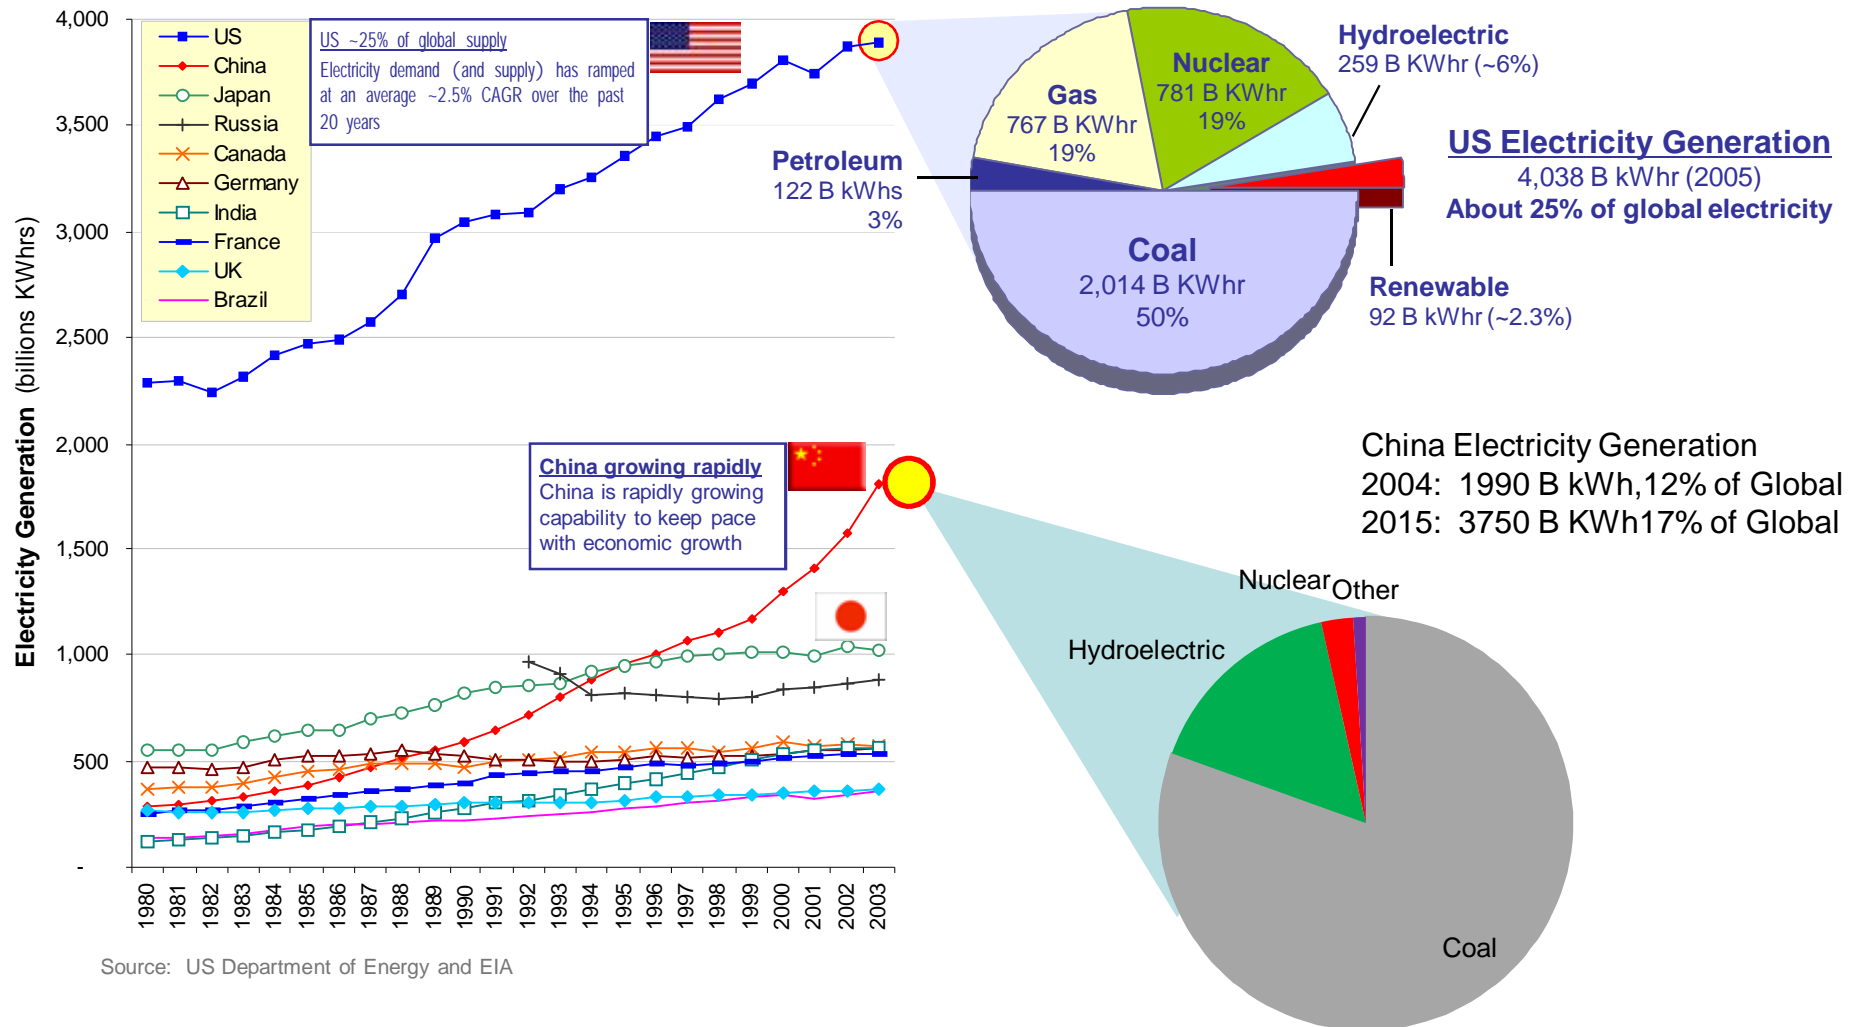 4,000
3,500
3,000
2,500
2,000
1,500
1,000
500
-
Electricity Generation (billions KWhrs)
US
China
Japan
Russia
Canada
Germany
India
France
UK
Brazil
US ~25% of global supply
Electricity demand (and supply) has ramped
at an average ~2.5% CAGR over the past
20 years
China growing rapidly
China is rapidly growing
capability to keep pace
with economic growth
1980
1981
1982
1983
1984
1985
1986
1987
1988
1989
1990
1991
1992
1993
1994
1995
1996
1997
1998
1999
2000
2001
2002
2003
Source: US Department of Energy and EIA
Petroleum
122 B kWhs
3%
Gas
767 B KWhr
19%
Nuclear
781 B KWhr
19%
Hydroelectric
259 B KWhr (~6%)
US Electricity Generation
4,038 B kWhr (2005)
About 25% of global electricity
Coal
2,014 B KWhr
50%
Renewable
92 B kWhr (~2.3%)
China Electricity Generation
2004: 1990 B kWh,12% of Global
2015: 3750 B KWh17% of Global
Nuclear
Other
Hydroelectric
Coal